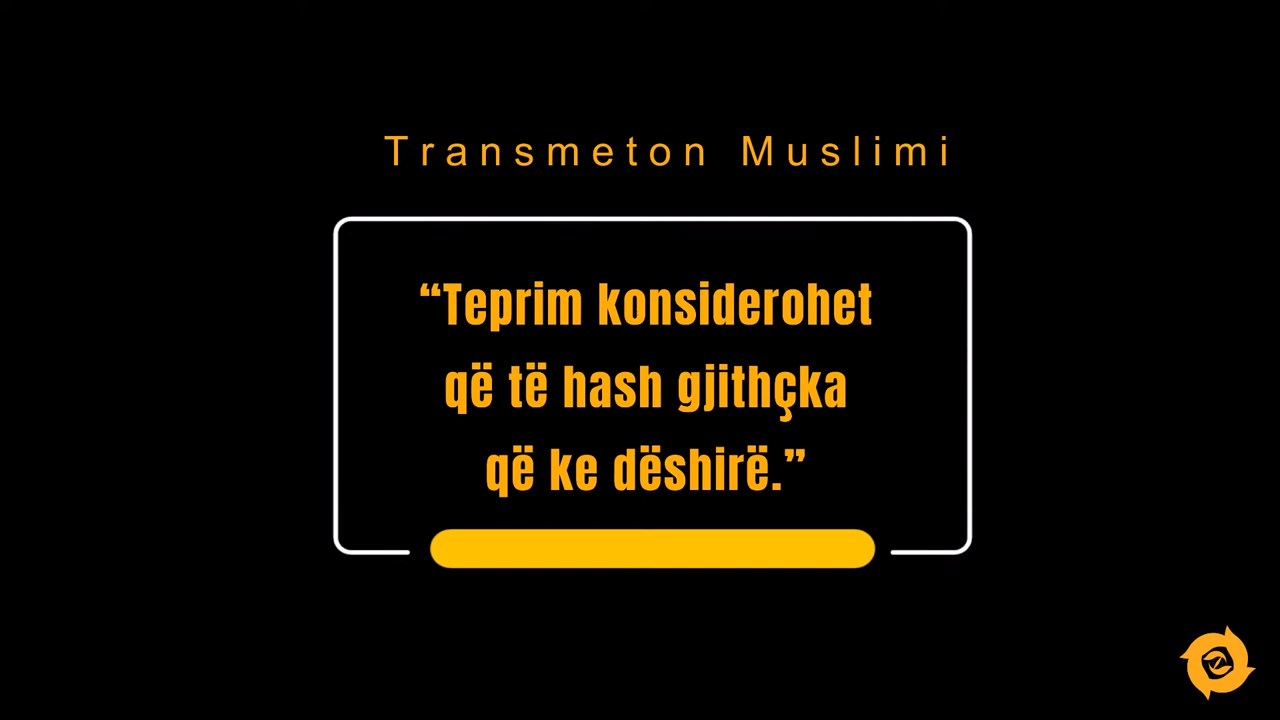 Transmeton Muslimi
“Teprim konsiderohet
që të hash gjithçka
që ke dëshirë.”